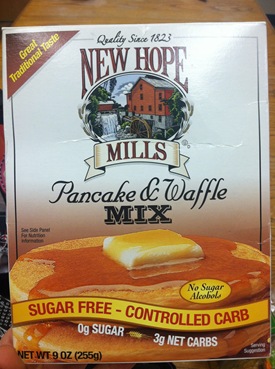 Quality Since 1823
Great
Traditional Taste
NEW HOPE
MILLS
Pancake & Waffle
MIX
See Side Panel
For Nutrition
Information
No Sugar
Alcohols
SUGAR FREE - CONTROLLED CARB
0g SUGAR 3g NET CARBS
Serving
Suggestion
NET WT 9 OZ (255g)